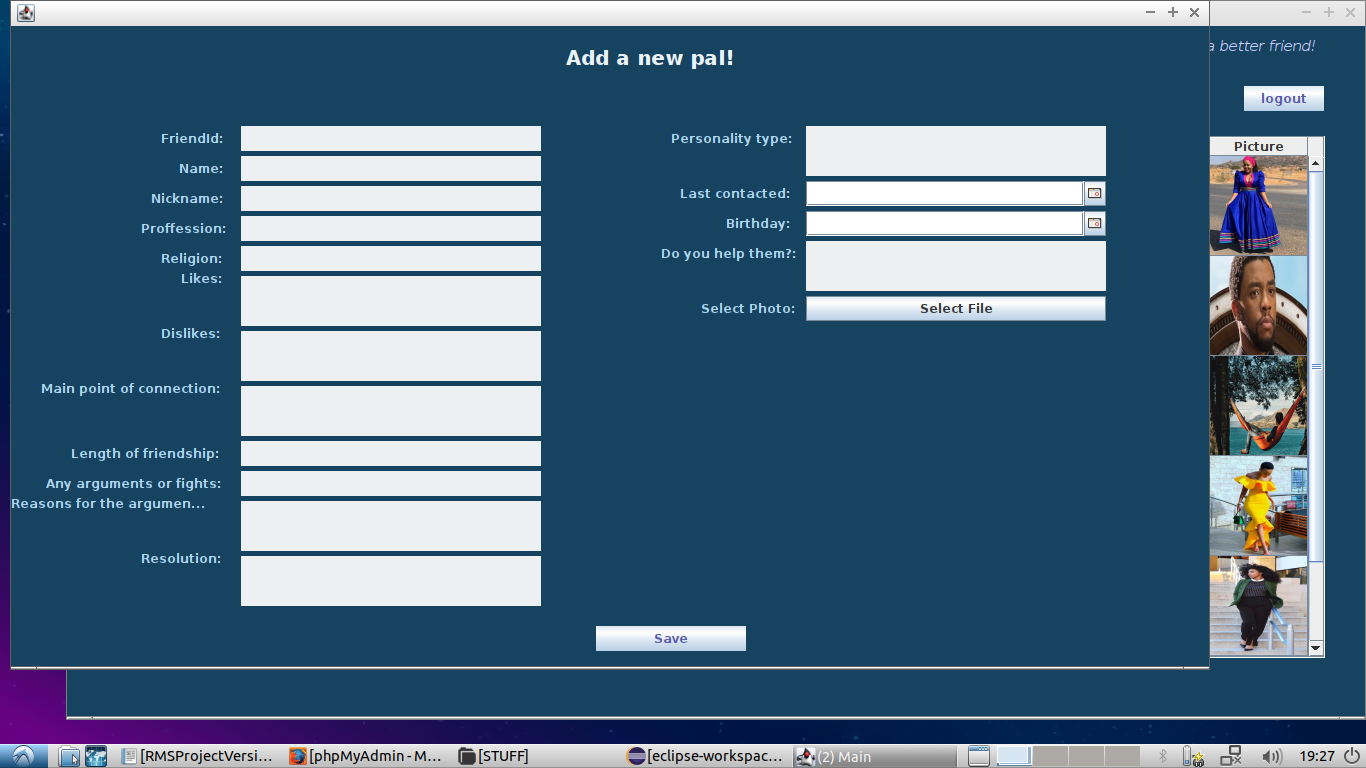 a better friend!
Add a new pal!
logout
FriendId:
Name:
Nickname:
Proffession:
Religion:
Likes:
Dislikes:
Main point of connection:
Length of friendship:
Any arguments or fights:
Reasons for the argumen...
Resolution:
Personality type:
Last contacted:
Birthday:
Do you help them?:
Select Photo:
Select File
Picture
Save
[RMSProjectVersi...
[phpMyAdmin - M...
[STUFF]
[eclipse-workspac...
(2) Main
19:27